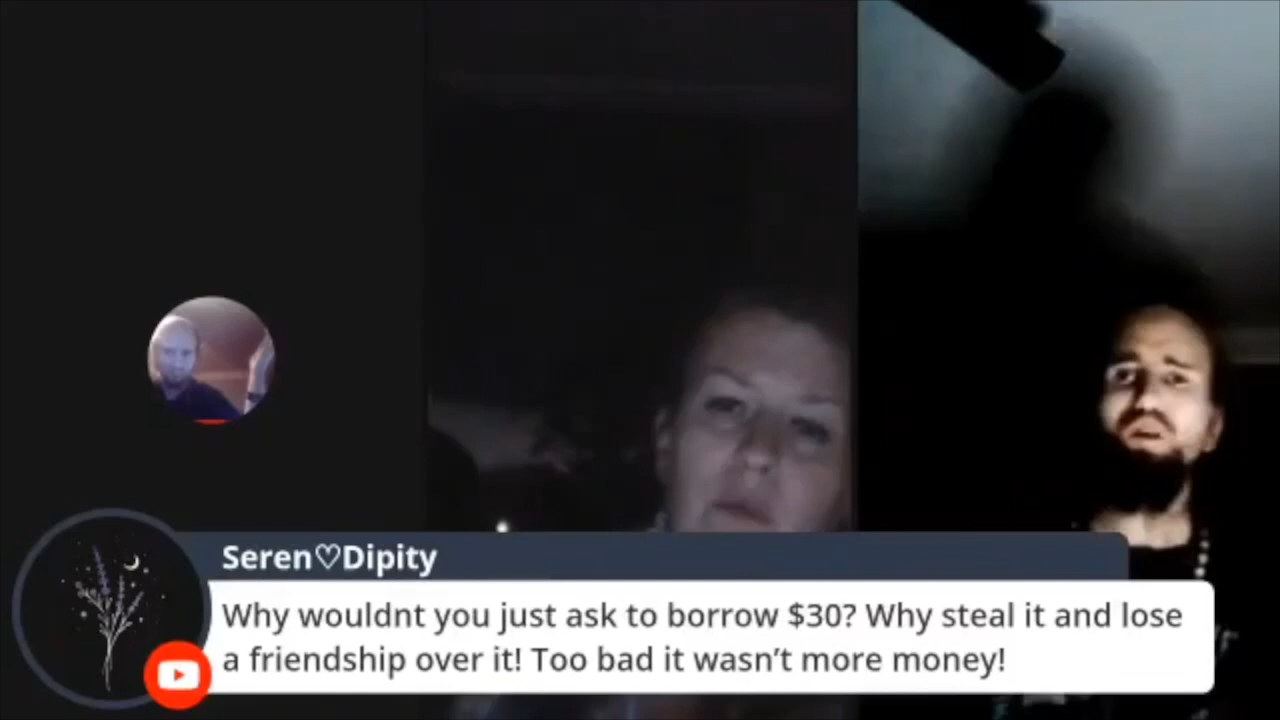 Seren♡Dipity
Why wouldnt you just ask to borrow $30? Why steal it and lose
a friendship over it! Too bad it wasn’t more money!